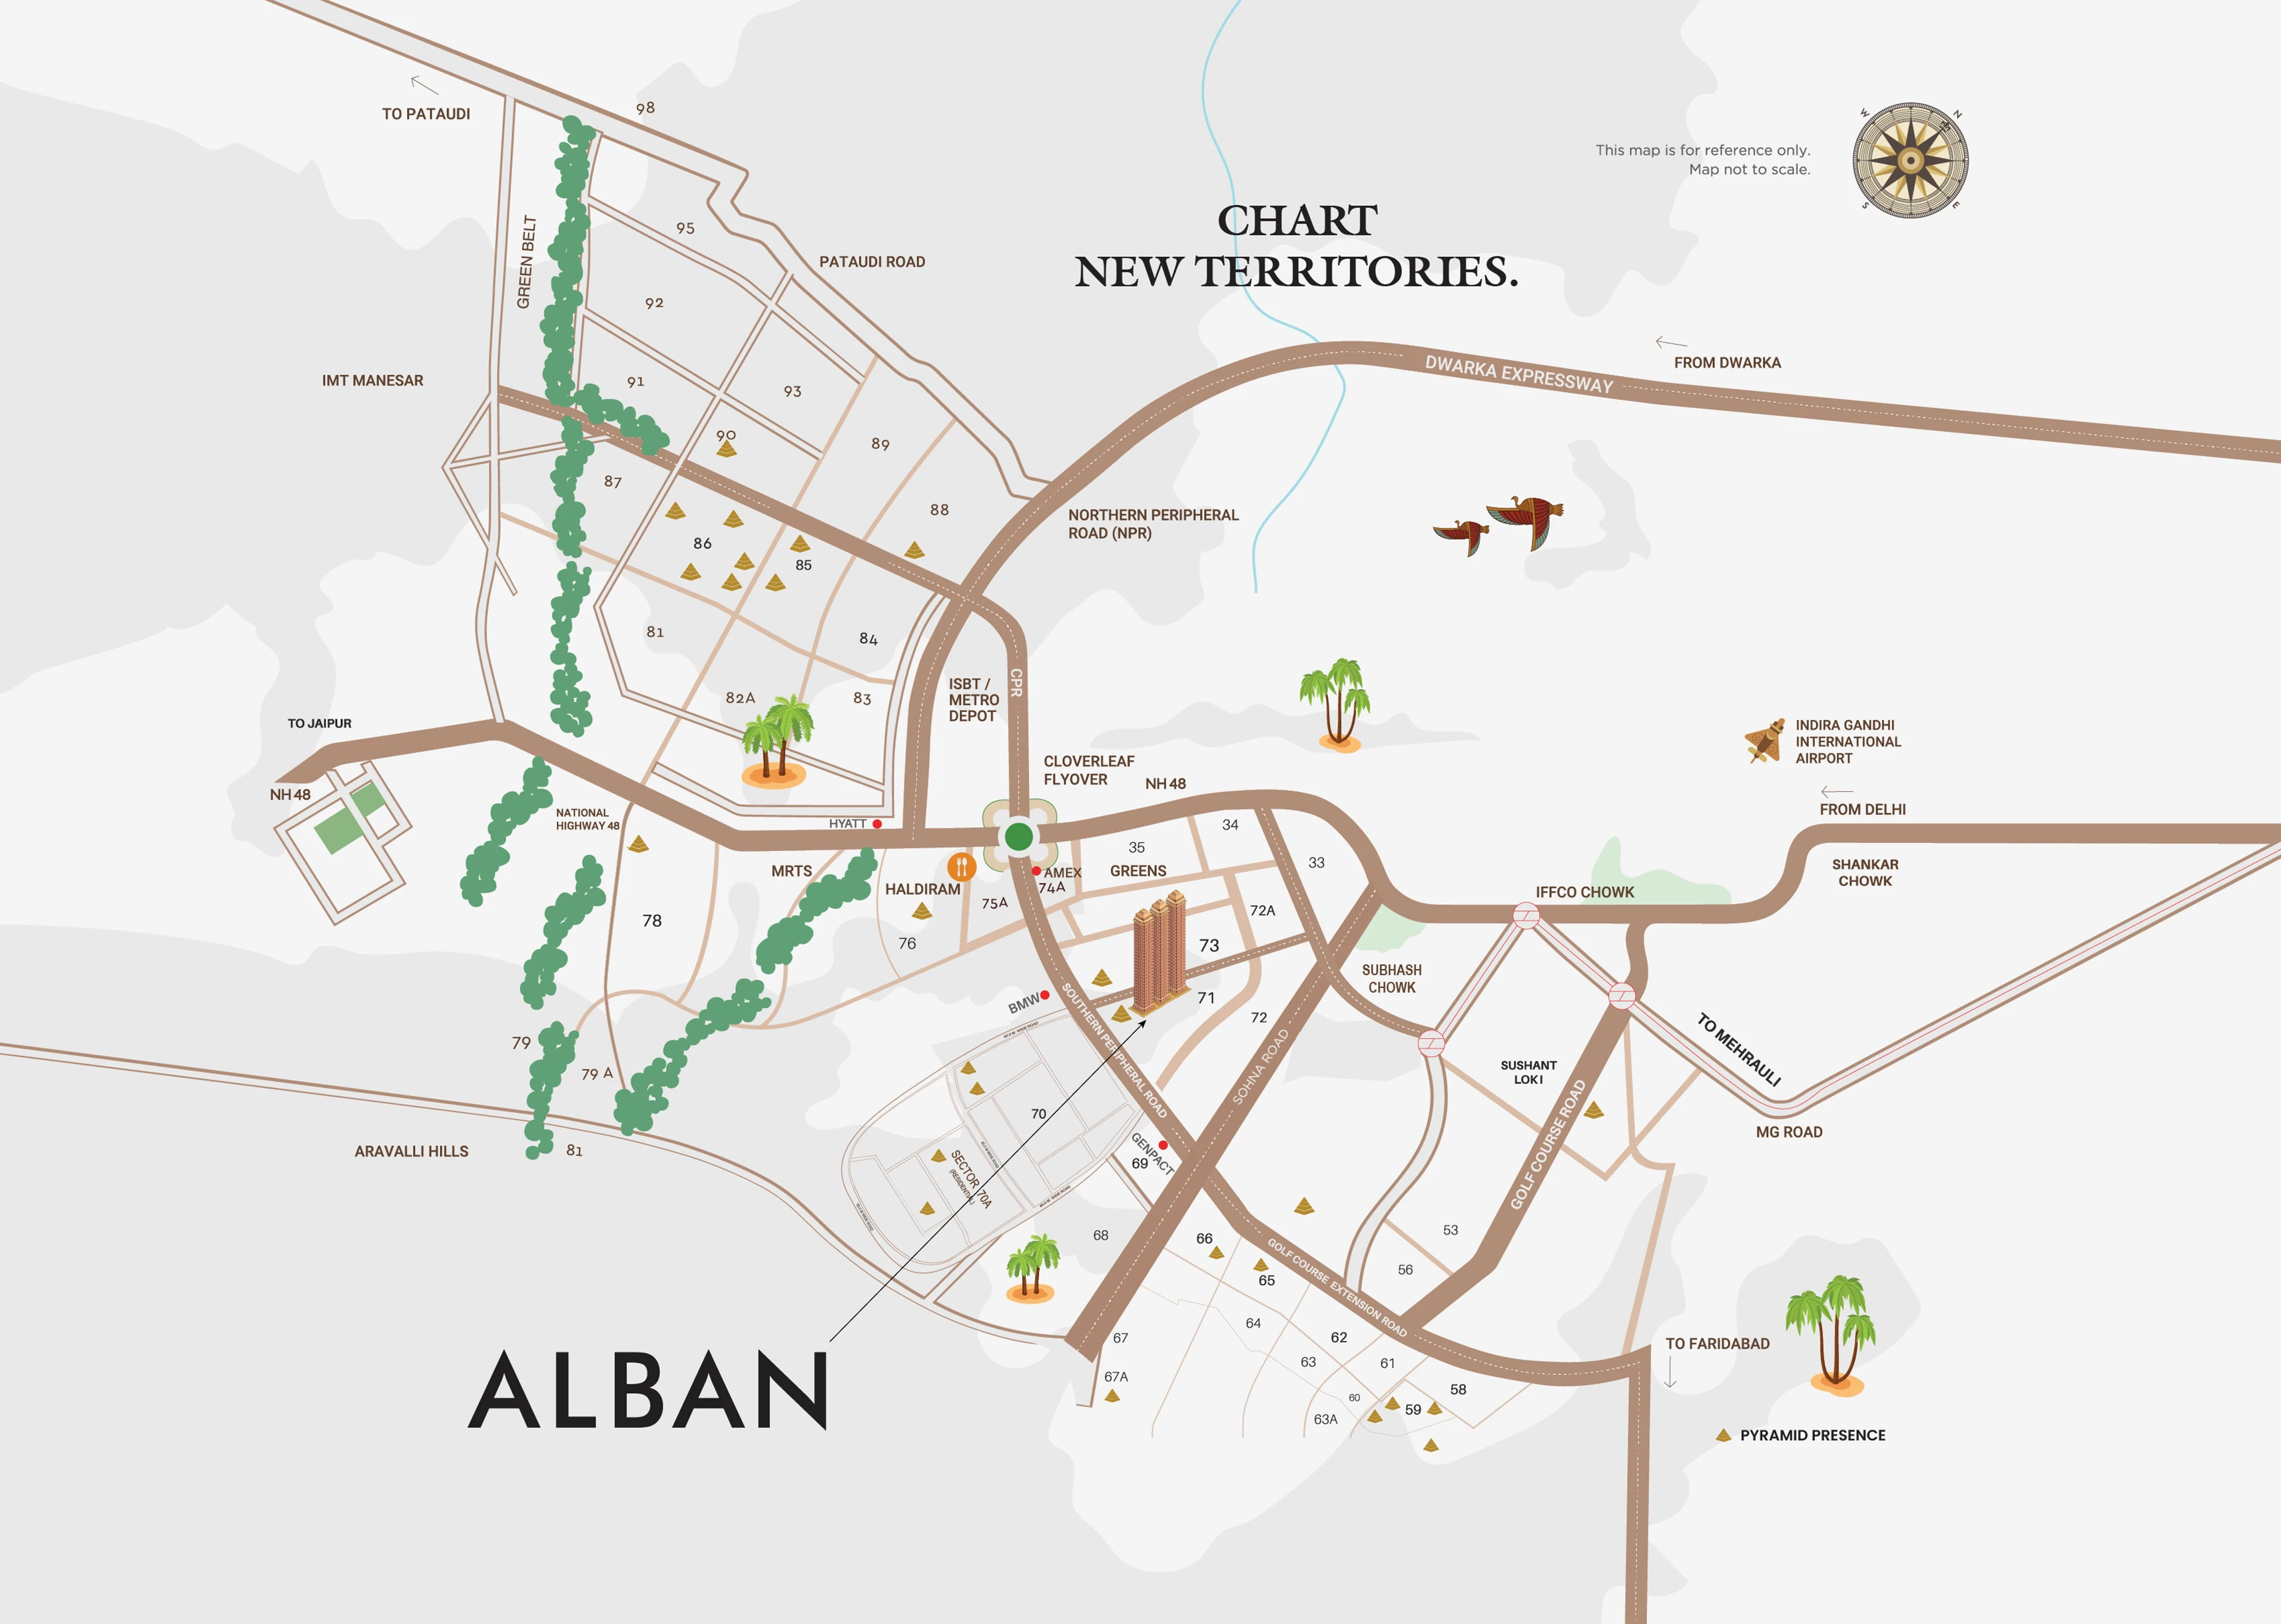 98
TO PATAUDI
W
N
NE
S
E
This map is for reference only.
Map not to scale.
CHART
NEW TERRITORIES.
GREEN BELT
95
PATAUDI ROAD
92
DWARKA EXPRESSWAY
FROM DWARKA
IMT MANESAR
91
93
90
89
87
88
NORTHERN PERIPHERAL
ROAD (NPR)
86
85
81
84
82A
83
ISBT /
METRO
DEPOT
CPR
TO JAIPUR
INDIRA GANDHI
INTERNATIONAL
AIRPORT
CLOVERLEAF
FLYOVER
NH 48
NH 48
FROM DELHI
NATIONAL
HIGHWAY 48
HYATT
34
35
33
MRTS
GREENS
AMEX
74A
SHANKAR
CHOWK
HALDIRAM
75A
IFFCO CHOWK
72A
78
76
73
SUBHASH
CHOWK
BMW
71
72
SOUTHERN PERIPHERAL ROAD
SOHNA ROAD
TO MEHRAULI
79
79 A
SUSHANT
LOK I
70
GOLF COURSE ROAD
MG ROAD
ARAVALLI HILLS
81
GENPACT
69
SECTOR 70A
(RESIDENTIAL)
68
66
53
GOLF COURSE EXTENSION ROAD
56
65
64
62
67
63
61
TO FARIDABAD
67A
60
58
59
63A
ALBAN
PYRAMID PRESENCE